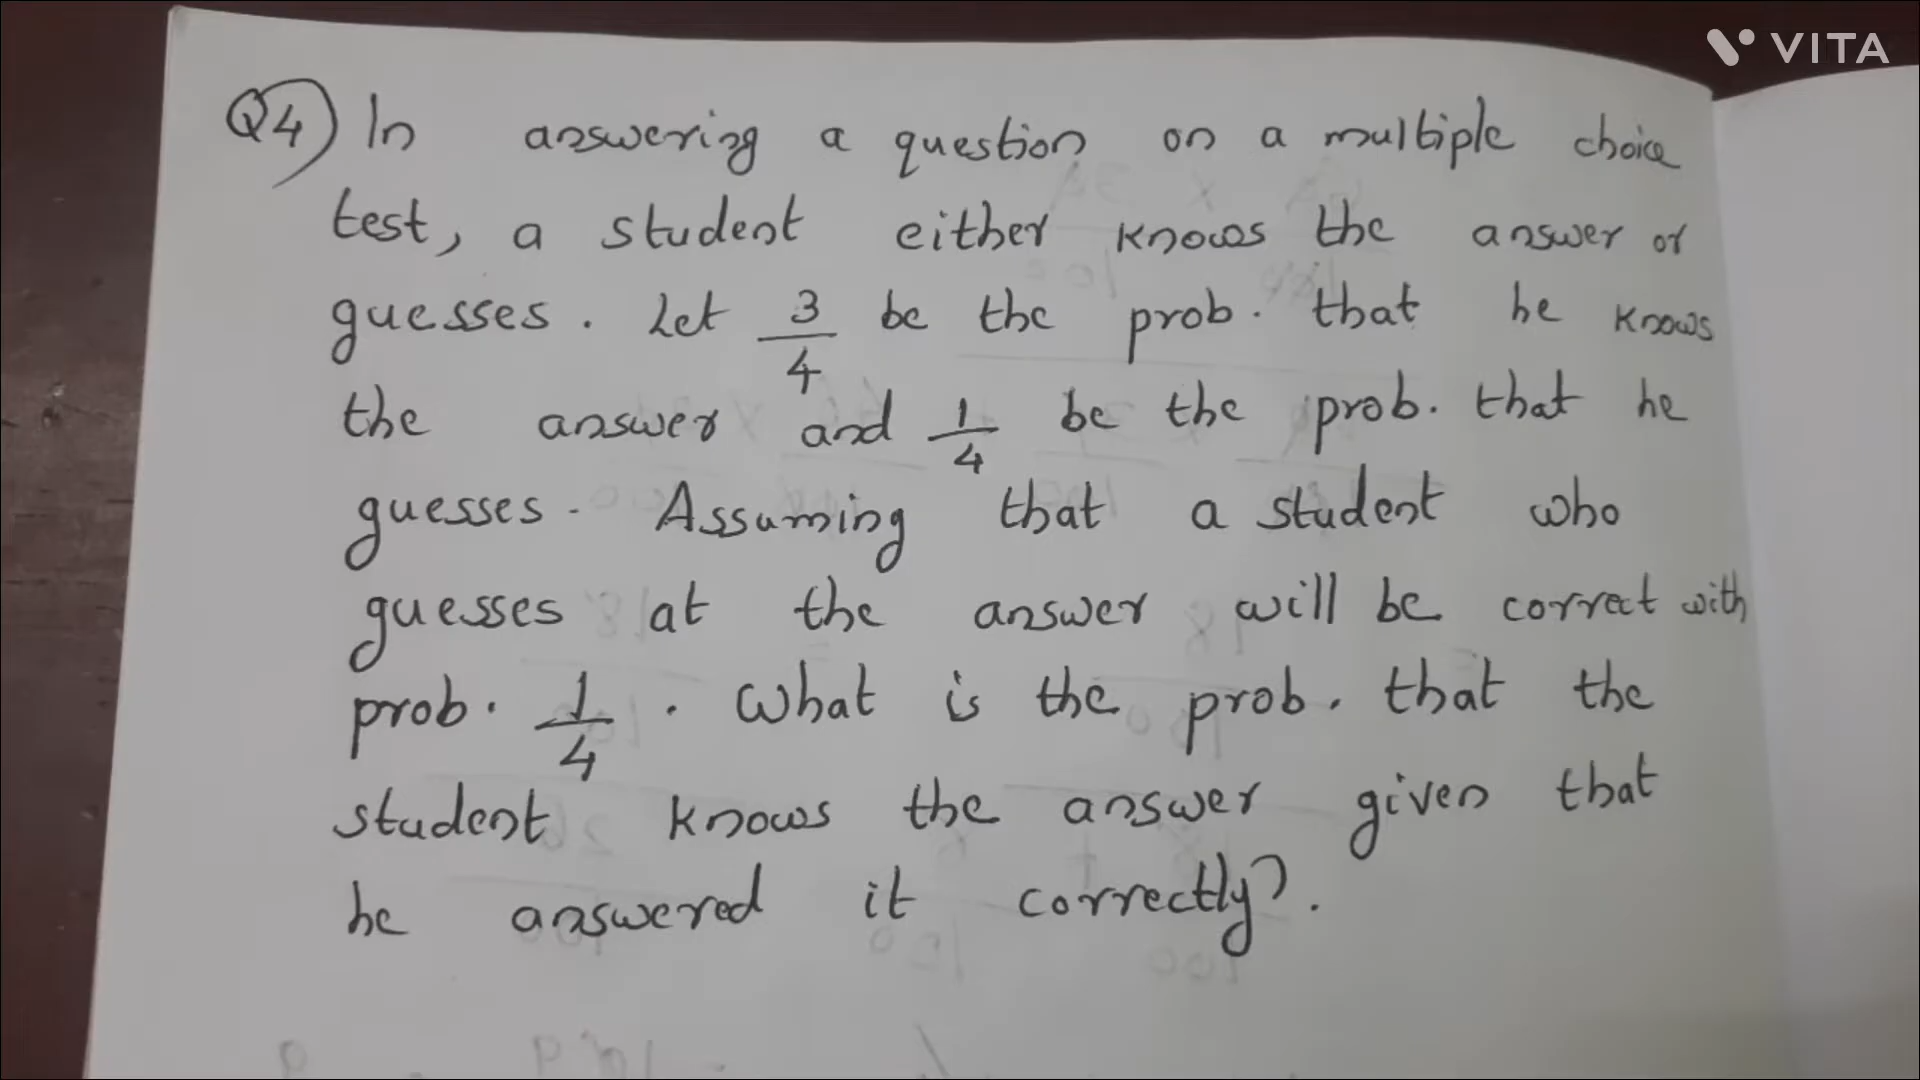 VITA
Q4) In answering a question on a multiple choice
test, a student either knows the answer or
guesses. Let 3/4 be the prob. that he knows
the answer and 1/4 be the prob. that he
guesses. Assuming that a student who
guesses at the answer will be correct with
prob. 1/4. What is the prob. that the
student knows the answer given that
he answered it correctly?.